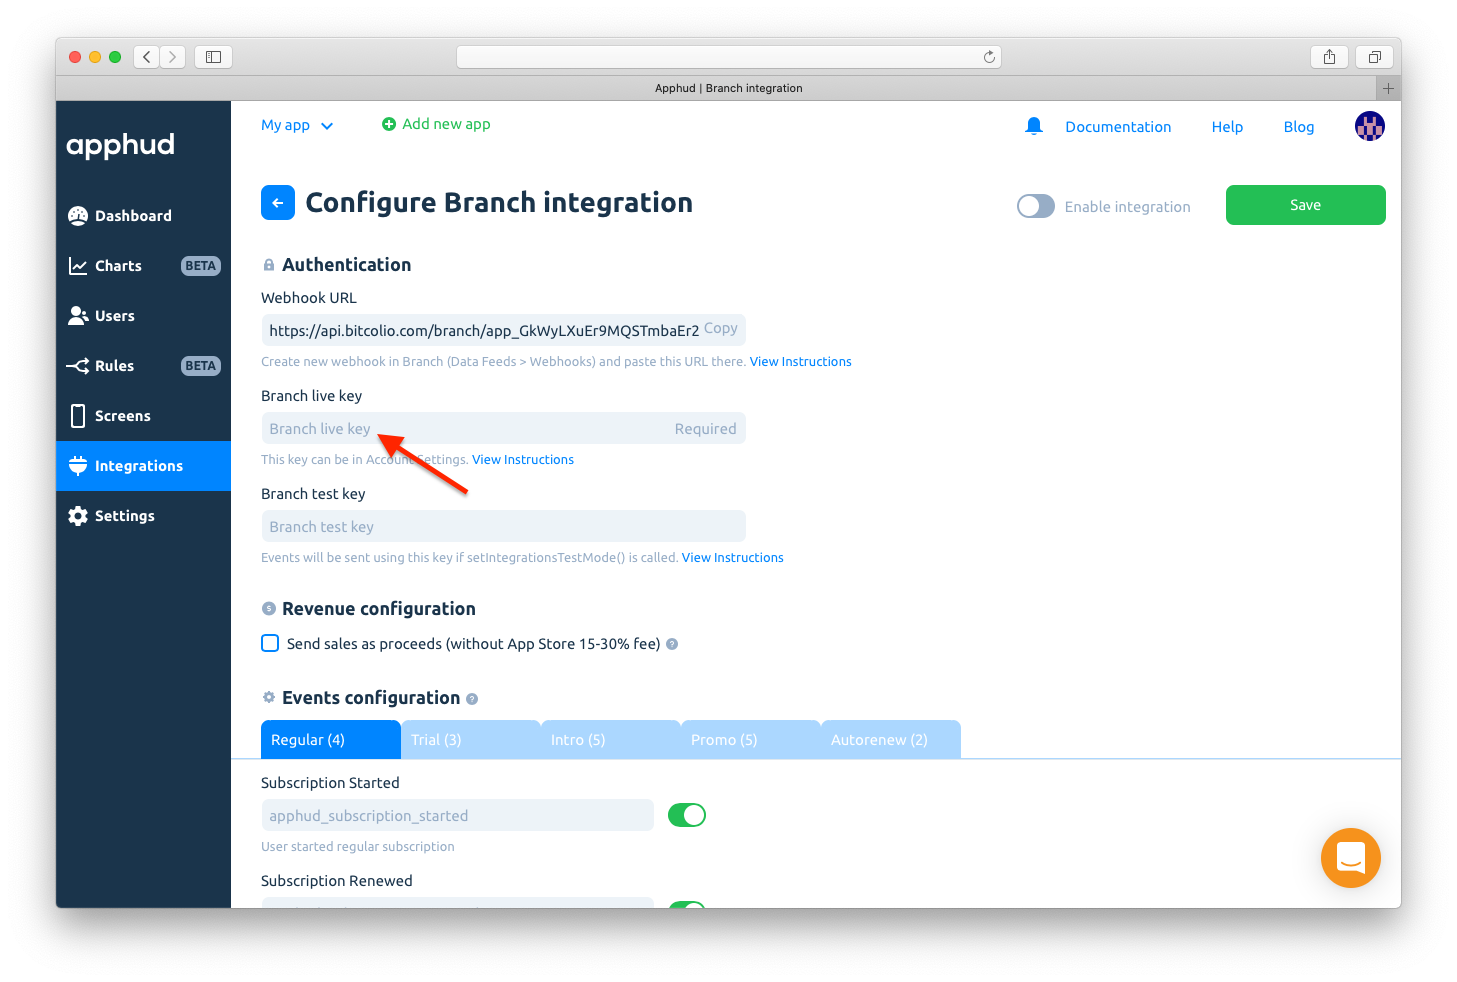 Apphud | Branch integration
apphud
My app
Add new app
Documentation
Help
Blog
Dashboard
Charts BETA
Users
Rules BETA
Screens
Integrations
Settings
Configure Branch integration
Enable integration
Save
Authentication
Webhook URL
https://api.bitcolio.com/branch/app_GkWyLXuEr9MQSTmbaEr2 Copy
Create new webhook in Branch (Data Feeds > Webhooks) and paste this URL there. View Instructions
Branch live key
Branch live key Required
This key can be in Account Settings. View Instructions
Branch test key
Branch test key
Events will be sent using this key if setIntegrationsTestMode() is called. View Instructions
Revenue configuration
Send sales as proceeds (without App Store 15-30% fee) ?
Events configuration ?
Regular (4) Trial (3) Intro (5) Promo (5) Autorenew (2)
Subscription Started
apphud_subscription_started
User started regular subscription
Subscription Renewed